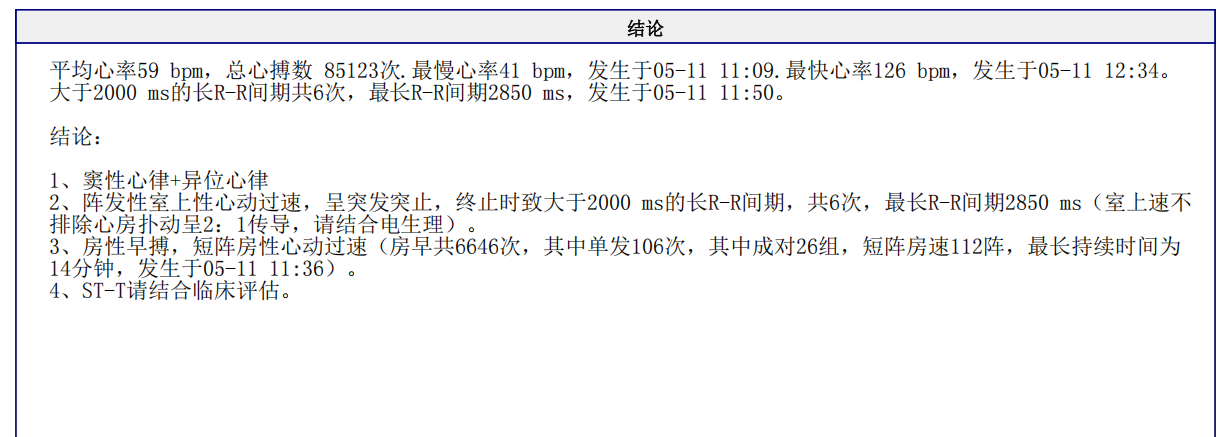 结论
平均心率59 bpm，总心搏数 85123次.最慢心率41 bpm，发生于05-11 11:09.最快心率126 bpm，发生于05-11 12:34。
大于2000 ms的长R-R间期共6次，最长R-R间期2850 ms，发生于05-11 11:50。
结论：
1、窦性心律+异位心律
2、阵发性室上性心动过速，呈突发突止，终止时致大于2000 ms的长R-R间期，共6次，最长R-R间期2850 ms（室上速不
排除心房扑动呈2：1传导，请结合电生理）。
3、房性早搏，短阵房性心动过速（房早共6646次，其中单发106次，其中成对26组，短阵房速112阵，最长持续时间为
14分钟，发生于05-11 11:36）。
4、ST-T请结合临床评估。